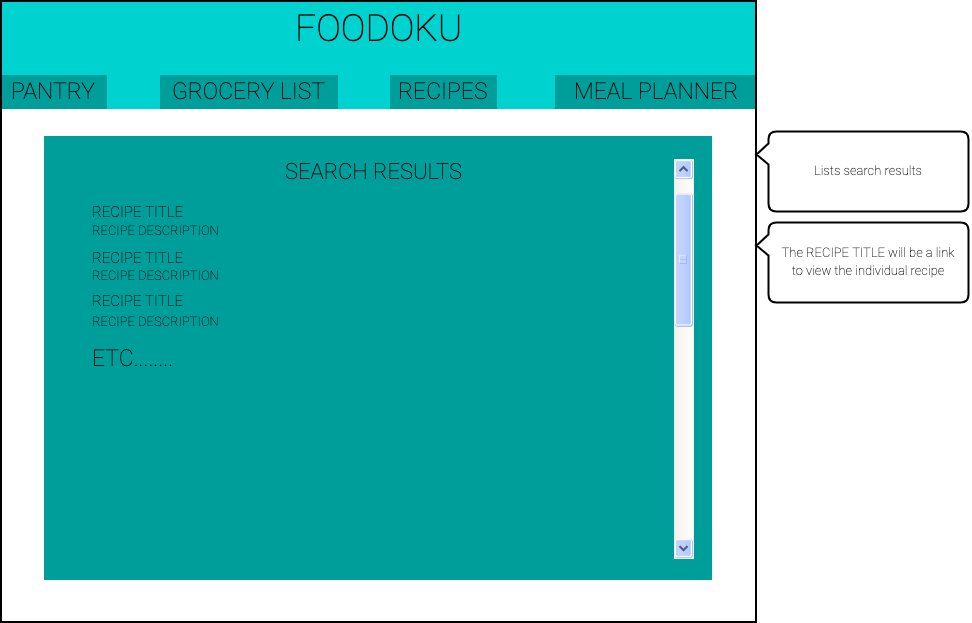 FOODOKU
PANTRY
GROCERY LIST
RECIPES
MEAL PLANNER
SEARCH RESULTS
RECIPE TITLE
RECIPE DESCRIPTION
RECIPE TITLE
RECIPE DESCRIPTION
RECIPE TITLE
RECIPE DESCRIPTION
ETC........
Lists search results
The RECIPE TITLE will be a link
to view the individual recipe